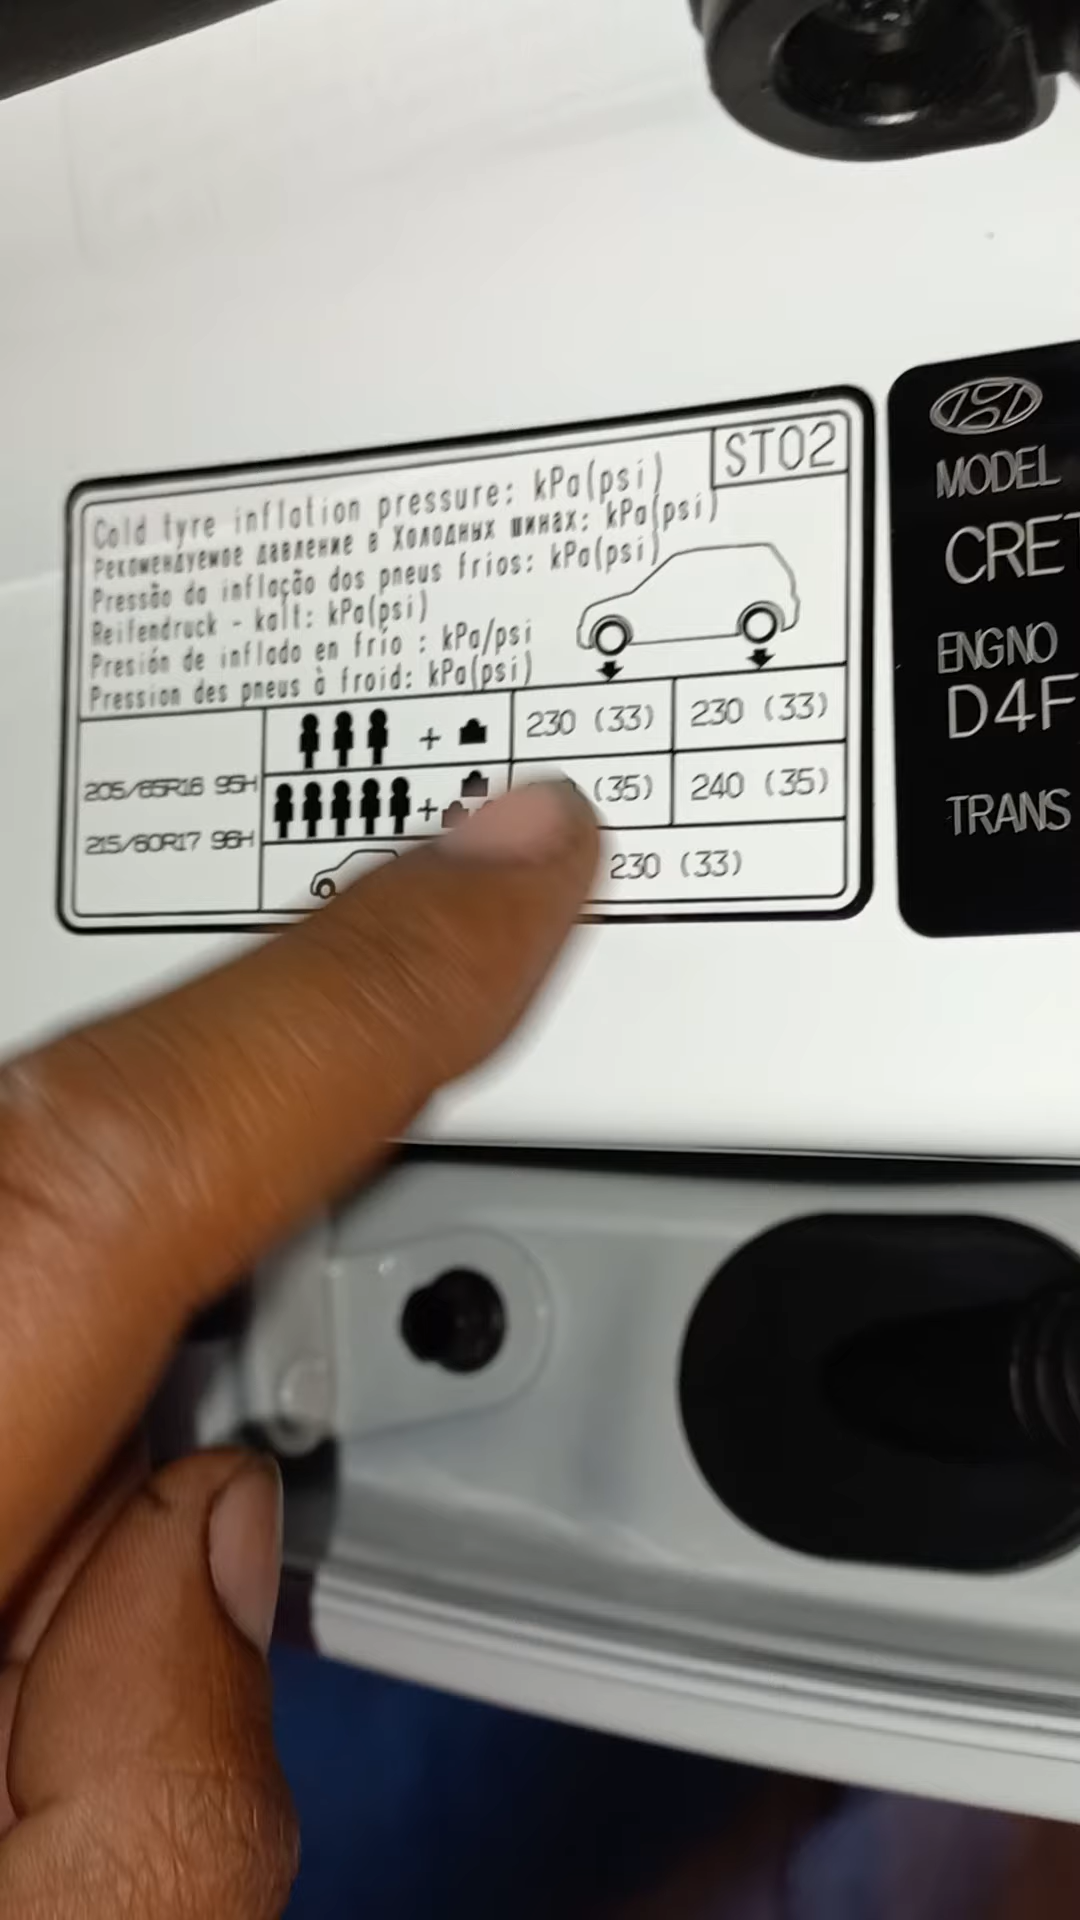 ST02
Cold tyre inflation pressure: kPa(psi)
Рекомендуемое давление в Холодных шинах: kPa(psi)
Pressão da inflação dos pneus frios: kPa(psi)
Reifendruck - kalt: kPa(psi)
Presión de inflado en frío : kPa/psi
Pression des pneus à froid: kPa(psi)
205/65R16 95H
215/60R17 96H
+ 230 (33) 230 (33)
+ (35) 240 (35)
230 (33)
MODEL
CRET
ENGNO
D4F
TRANS